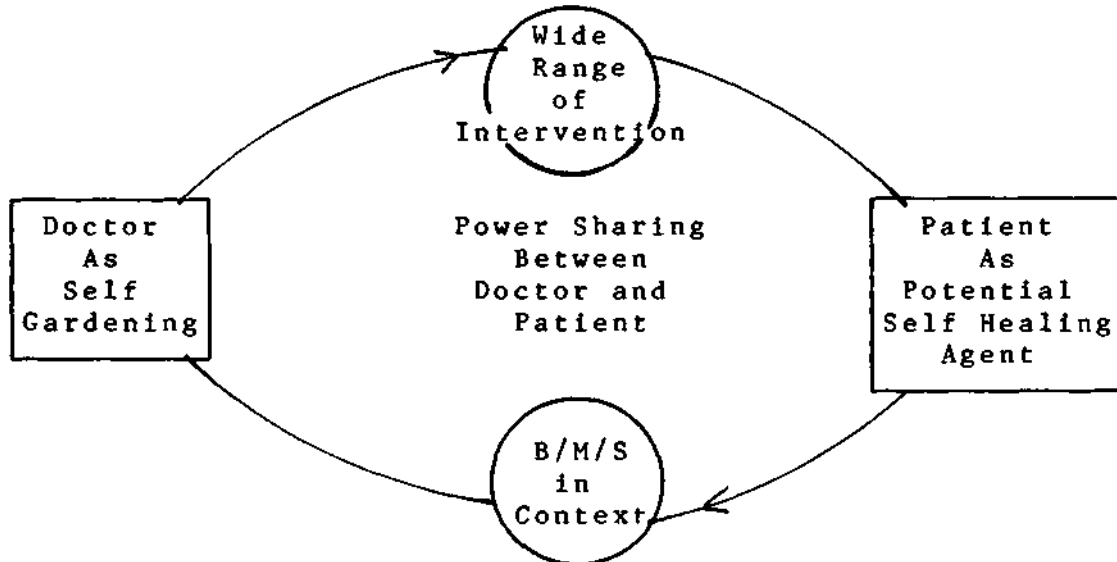 Wide
Range
of
Intervention
Doctor
As
Self
Gardening
Power Sharing
Between
Doctor and
Patient
Patient
As
Potential
Self Healing
Agent
B/M/S
in
Context